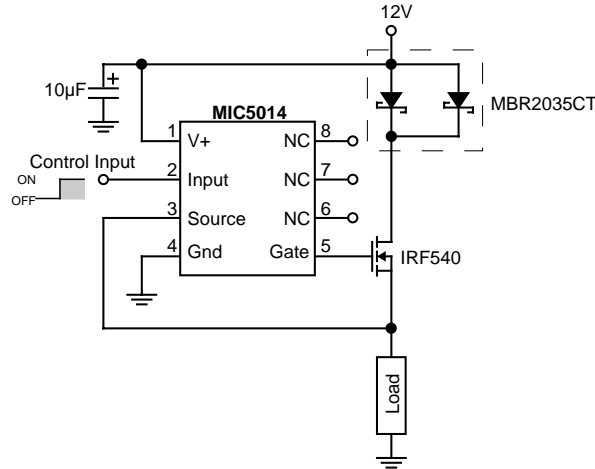 12V
10µF
+
MBR2035CT
MIC5014
1
V+
NC
8
Control Input
ON
OFF
2
Input
NC
7
3
Source
NC
6
4
Gnd
Gate
5
IRF540
Load